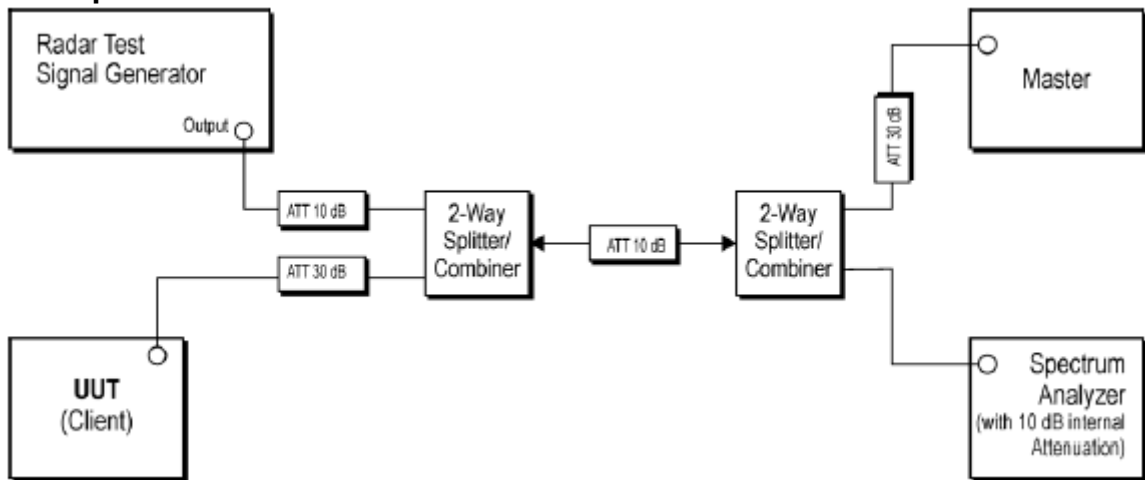 Radar Test
Signal Generator
Output
ATT 10 dB
ATT 30 dB
UUT
(Client)
2-Way
Splitter/
Combiner
ATT 10 dB
2-Way
Splitter/
Combiner
ATT 30 dB
Master
Spectrum
Analyzer
(with 10 dB internal
Attenuation)